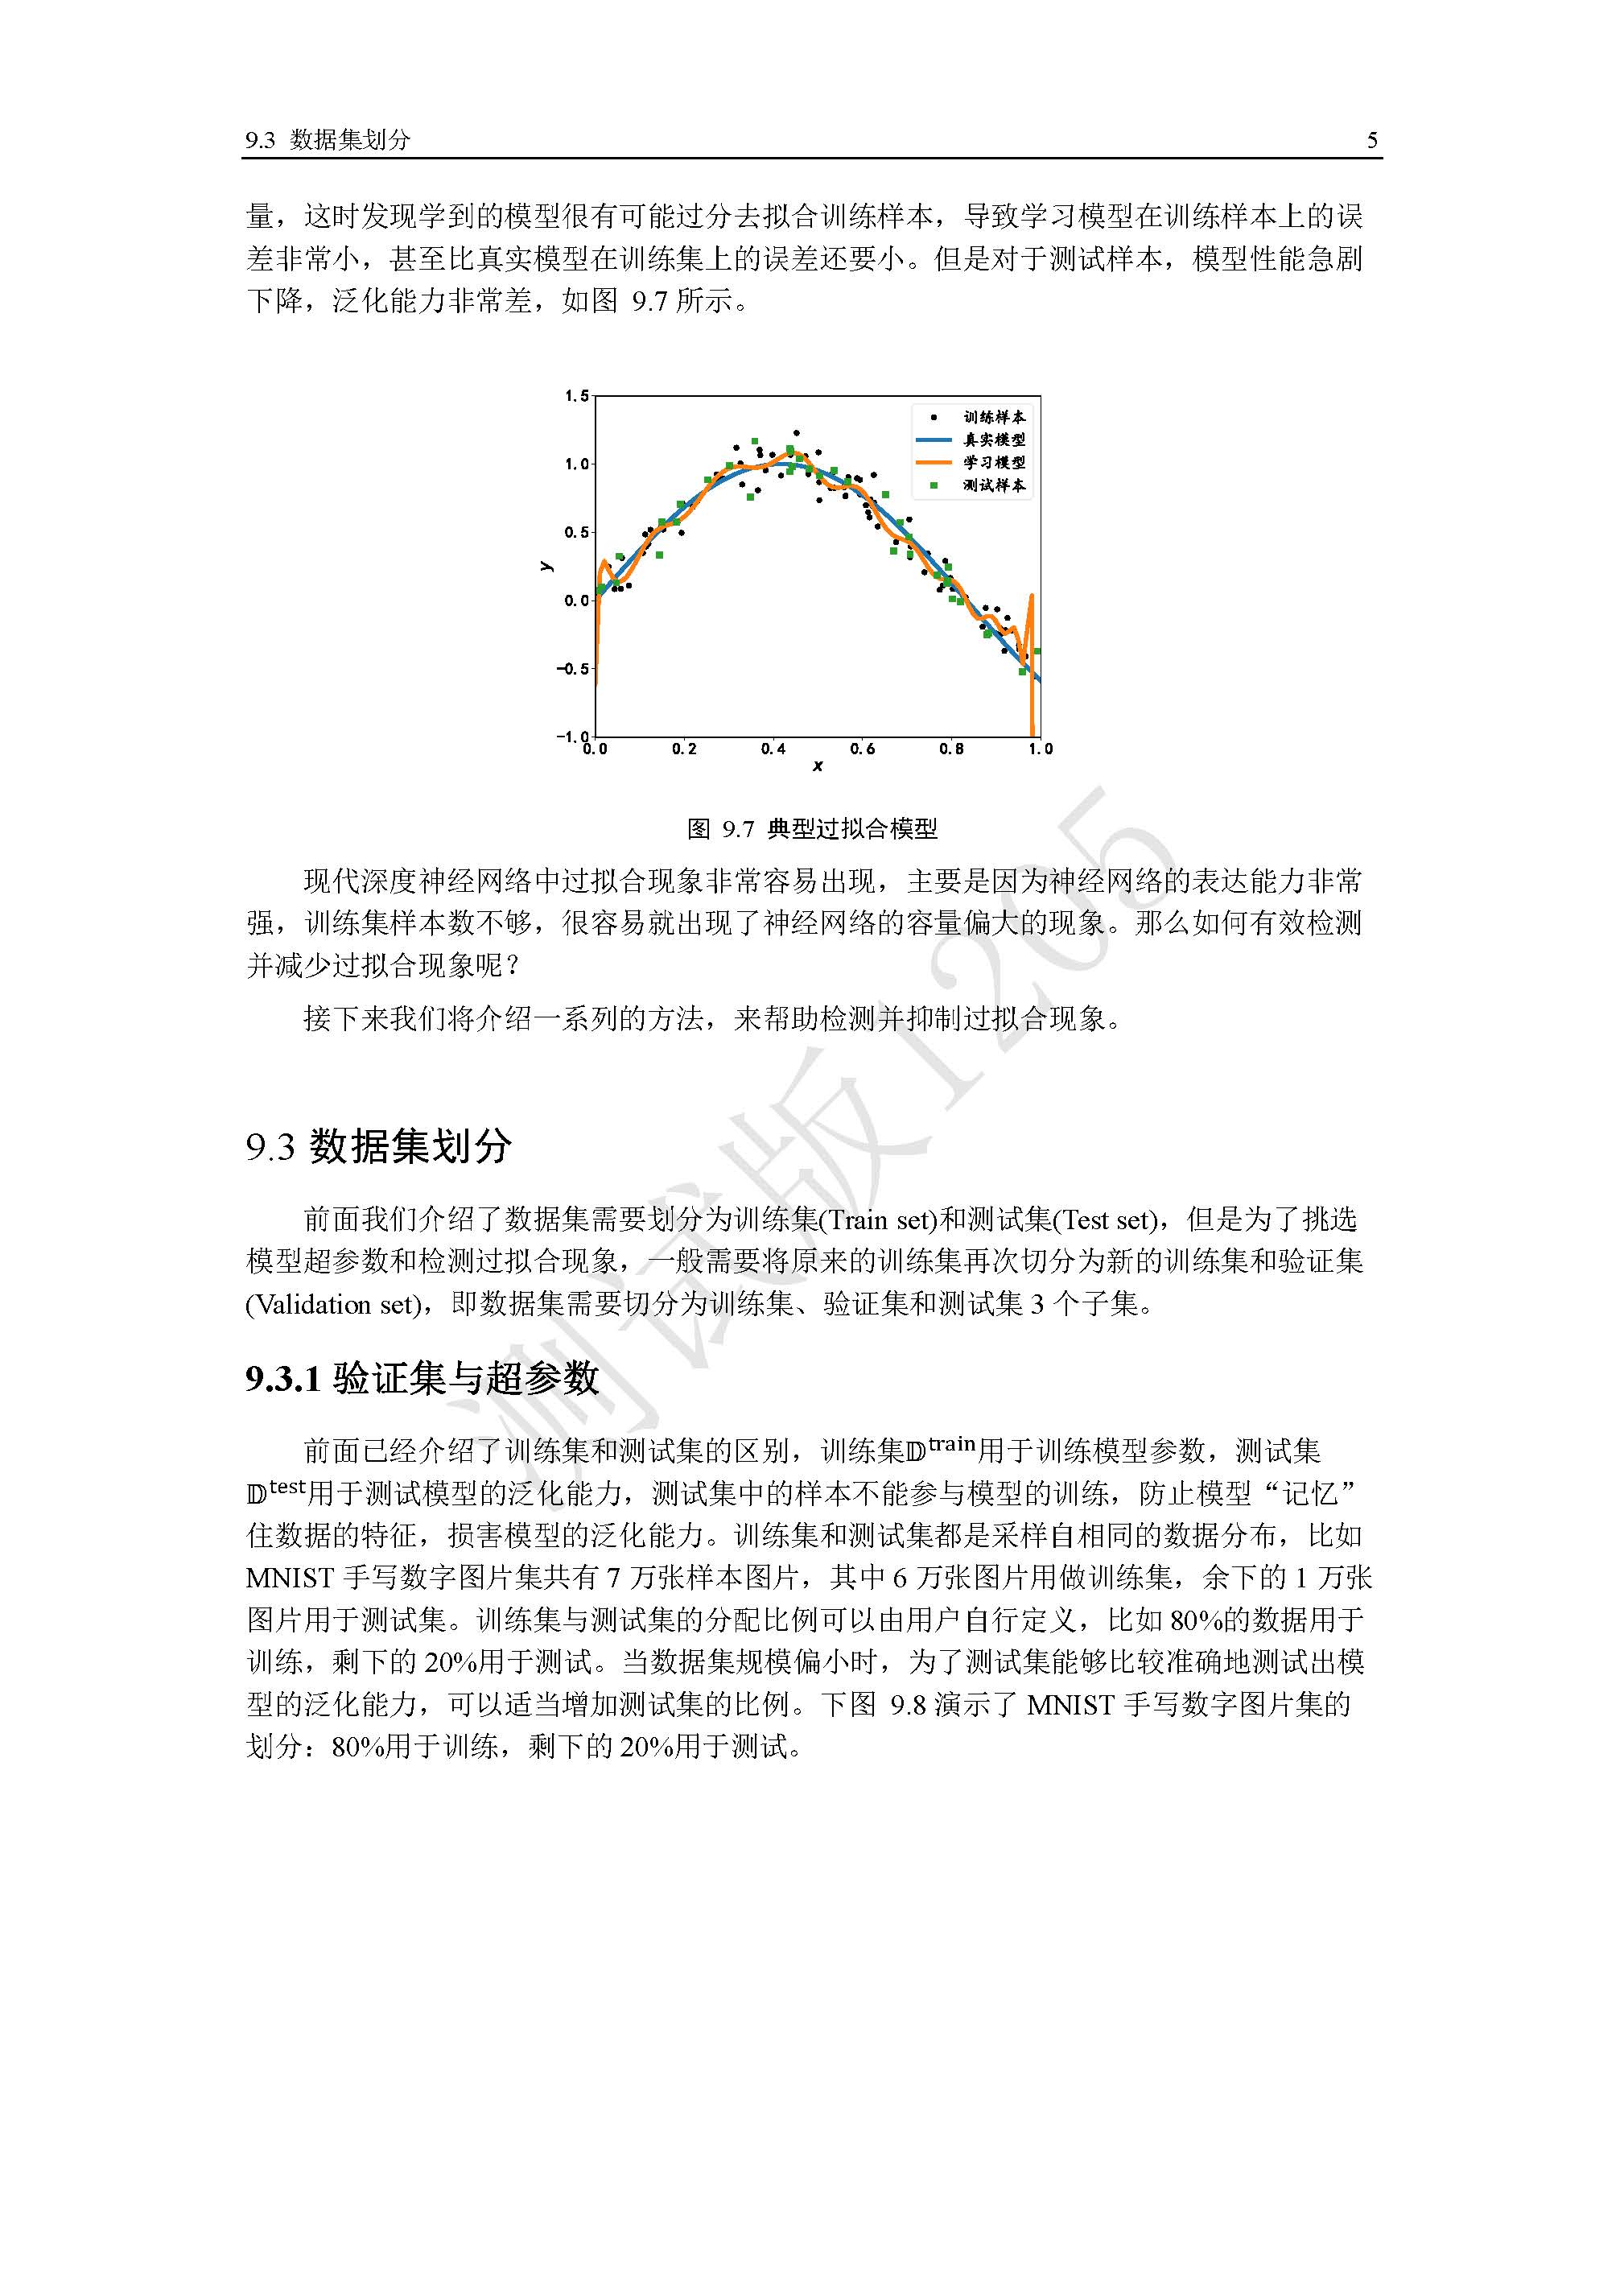 9.3 数据集划分 5
量，这时发现学到的模型很有可能过分去拟合训练样本，导致学习模型在训练样本上的误
差非常小，甚至比真实模型在训练集上的误差还要小。但是对于测试样本，模型性能急剧
下降，泛化能力非常差，如图 9.7 所示。
1.5
1.0
0.5
0.0
-0.5
-1.0
y
训练样本
真实模型
学习模型
测试样本
0.0 0.2 0.4 0.6 0.8 1.0
x
图 9.7 典型过拟合模型
现代深度神经网络中过拟合现象非常容易出现，主要是因为神经网络的表达能力非常
强，训练集样本数不够，很容易就出现了神经网络的容量偏大的现象。那么如何有效检测
并减少过拟合现象呢？
接下来我们将介绍一系列的方法，来帮助检测并抑制过拟合现象。
9.3 数据集划分
前面我们介绍了数据集需要划分为训练集(Train set)和测试集(Test set)，但是为了挑选
模型超参数和检测过拟合现象，一般需要将原来的训练集再次切分为新的训练集和验证集
(Validation set)，即数据集需要切分为训练集、验证集和测试集 3 个子集。
9.3.1 验证集与超参数
前面已经介绍了训练集和测试集的区别，训练集𝔻train用于训练模型参数，测试集
𝔻test用于测试模型的泛化能力，测试集中的样本不能参与模型的训练，防止模型“记忆”
住数据的特征，损害模型的泛化能力。训练集和测试集都是采样自相同的数据分布，比如
MNIST 手写数字图片集共有 7 万张样本图片，其中 6 万张图片用做训练集，余下的 1 万张
图片用于测试集。训练集与测试集的分配比例可以由用户自行定义，比如 80%的数据用于
训练，剩下的 20%用于测试。当数据集规模偏小时，为了测试集能够比较准确地测试出模
型的泛化能力，可以适当增加测试集的比例。下图 9.8 演示了 MNIST 手写数字图片集的
划分：80%用于训练，剩下的 20%用于测试。
测试版1205